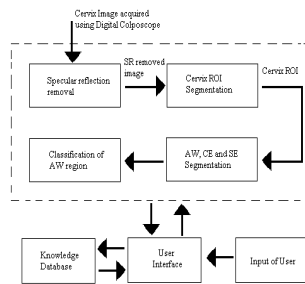 Cervix Image acquired
using Digital Colposcope
Specular reflection
removal
SR removed
image
Cervix ROI
Segmentation
Cervix ROI
Classification of
AW region
AW, CE and SE
Segmentation
Knowledge
Database
User
Interface
Input of User